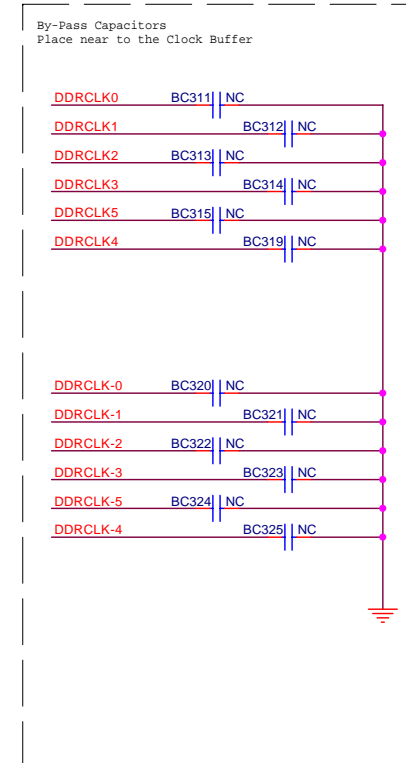 By-Pass Capacitors
Place near to the Clock Buffer
DDRCLK0 BC311 NC
DDRCLK1 BC312 NC
DDRCLK2 BC313 NC
DDRCLK3 BC314 NC
DDRCLK5 BC315 NC
DDRCLK4 BC319 NC
DDRCLK-0 BC320 NC
DDRCLK-1 BC321 NC
DDRCLK-2 BC322 NC
DDRCLK-3 BC323 NC
DDRCLK-5 BC324 NC
DDRCLK-4 BC325 NC